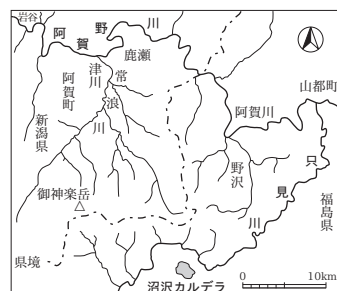 岩谷
阿賀野川
鹿瀬
津川
常浪川
阿賀町
新潟県
山都町
阿賀川
野沢
只見川
福島県
御神楽岳
県境
沼沢カルデラ
0 10km